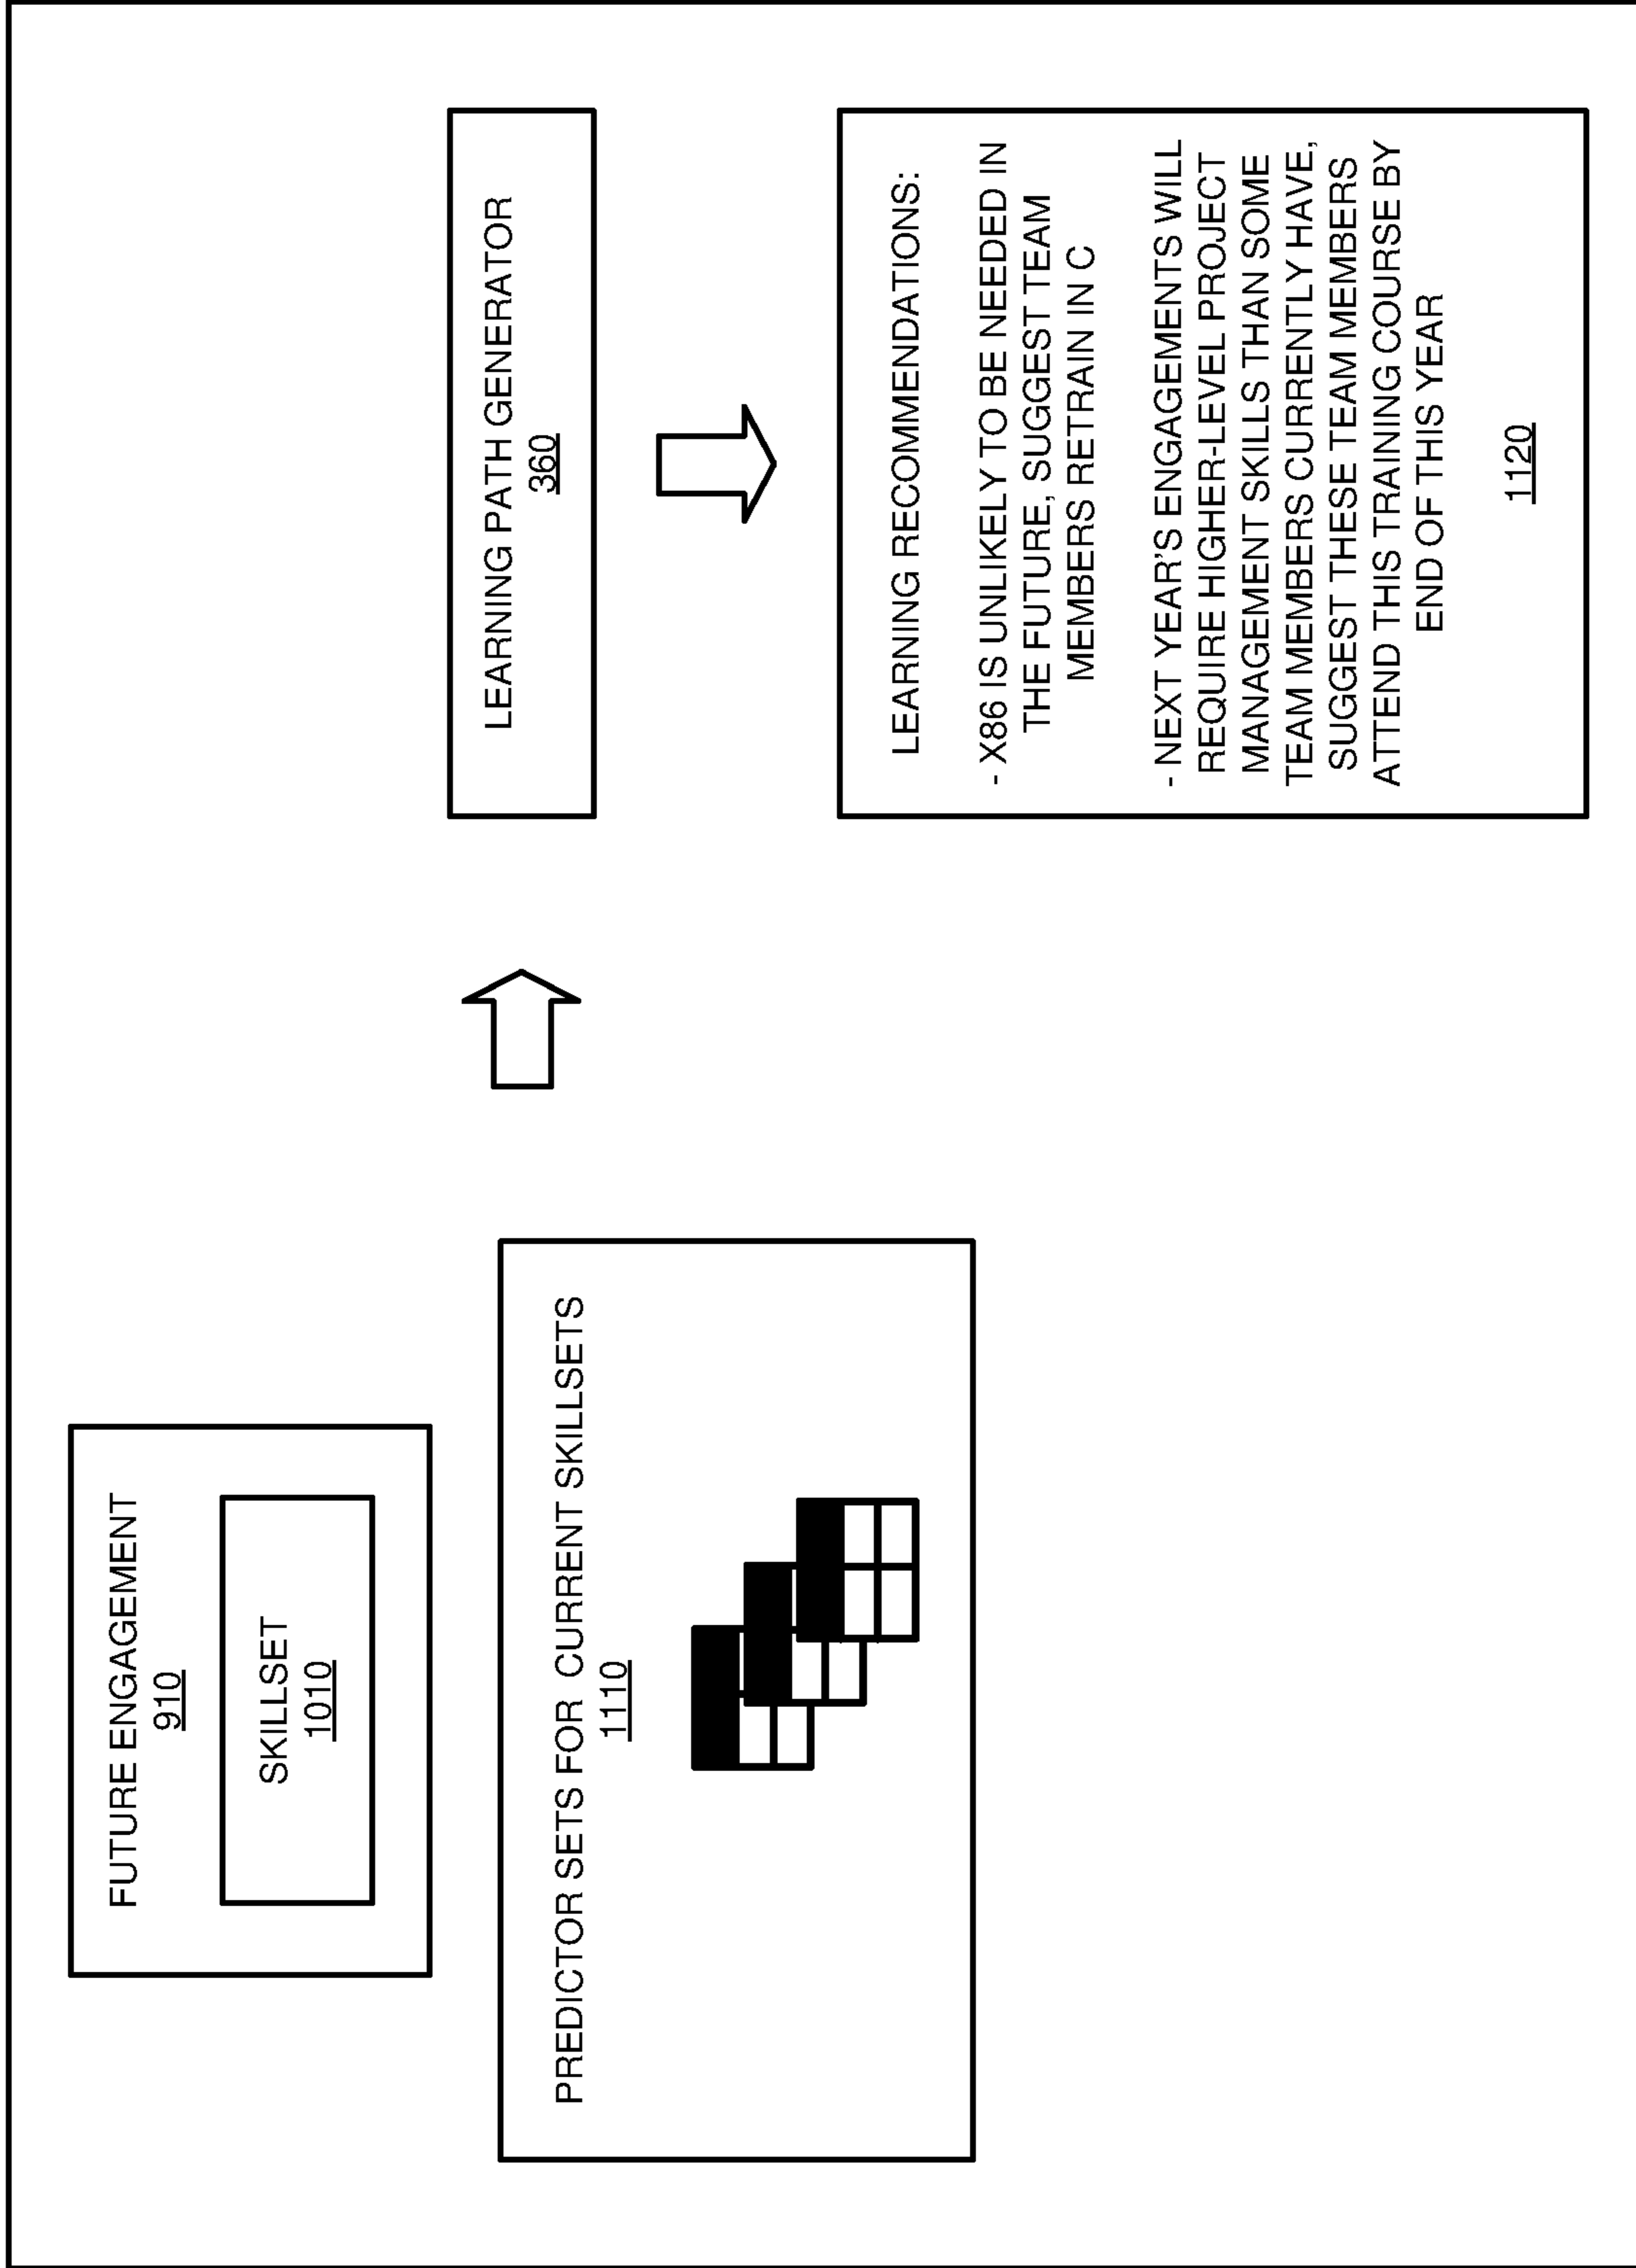 FUTURE ENGAGEMENT
910
SKILLSET
1010
PREDICTOR SETS FOR CURRENT SKILLSETS
1110
LEARNING PATH GENERATOR
360
LEARNING RECOMMENDATIONS:
- X86 IS UNLIKELY TO BE NEEDED IN
THE FUTURE, SUGGEST TEAM
MEMBERS RETRAIN IN C
- NEXT YEAR'S ENGAGEMENTS WILL
REQUIRE HIGHER-LEVEL PROJECT
MANAGEMENT SKILLS THAN SOME
TEAM MEMBERS CURRENTLY HAVE,
SUGGEST THESE TEAM MEMBERS
ATTEND THIS TRAINING COURSE BY
END OF THIS YEAR
1120